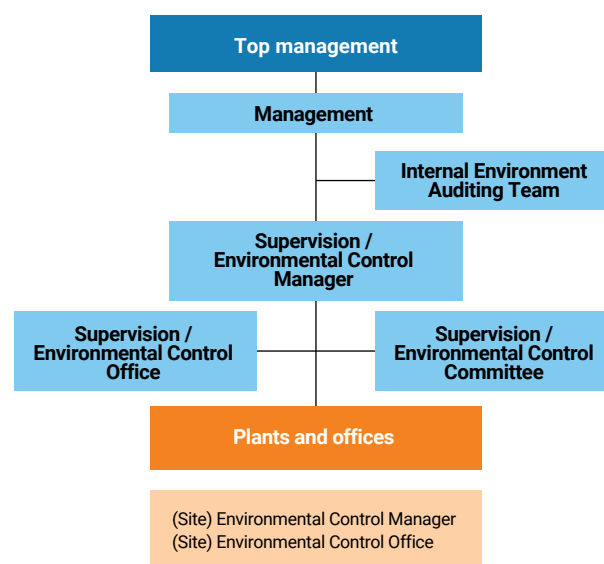 Top management
Management
Internal Environment
Auditing Team
Supervision /
Environmental Control
Manager
Supervision /
Environmental Control
Office
Supervision /
Environmental Control
Committee
Plants and offices
(Site) Environmental Control Manager
(Site) Environmental Control Office